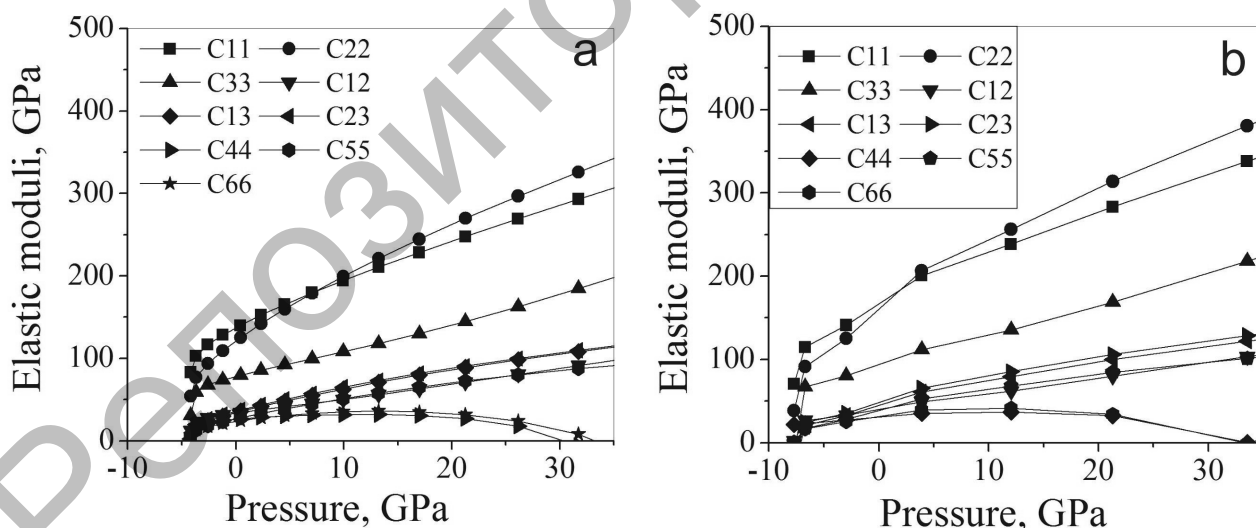 500
400
300
200
100
0
-10
0
10
20
30
Elastic moduli, GPa
Pressure, GPa
a
C11 C22
C33 C12
C13 C23
C44 C55
C66
500
400
300
200
100
0
-10
0
10
20
30
Elastic moduli, GPa
Pressure, GPa
b
C11 C22
C33 C12
C13 C23
C44 C55
C66